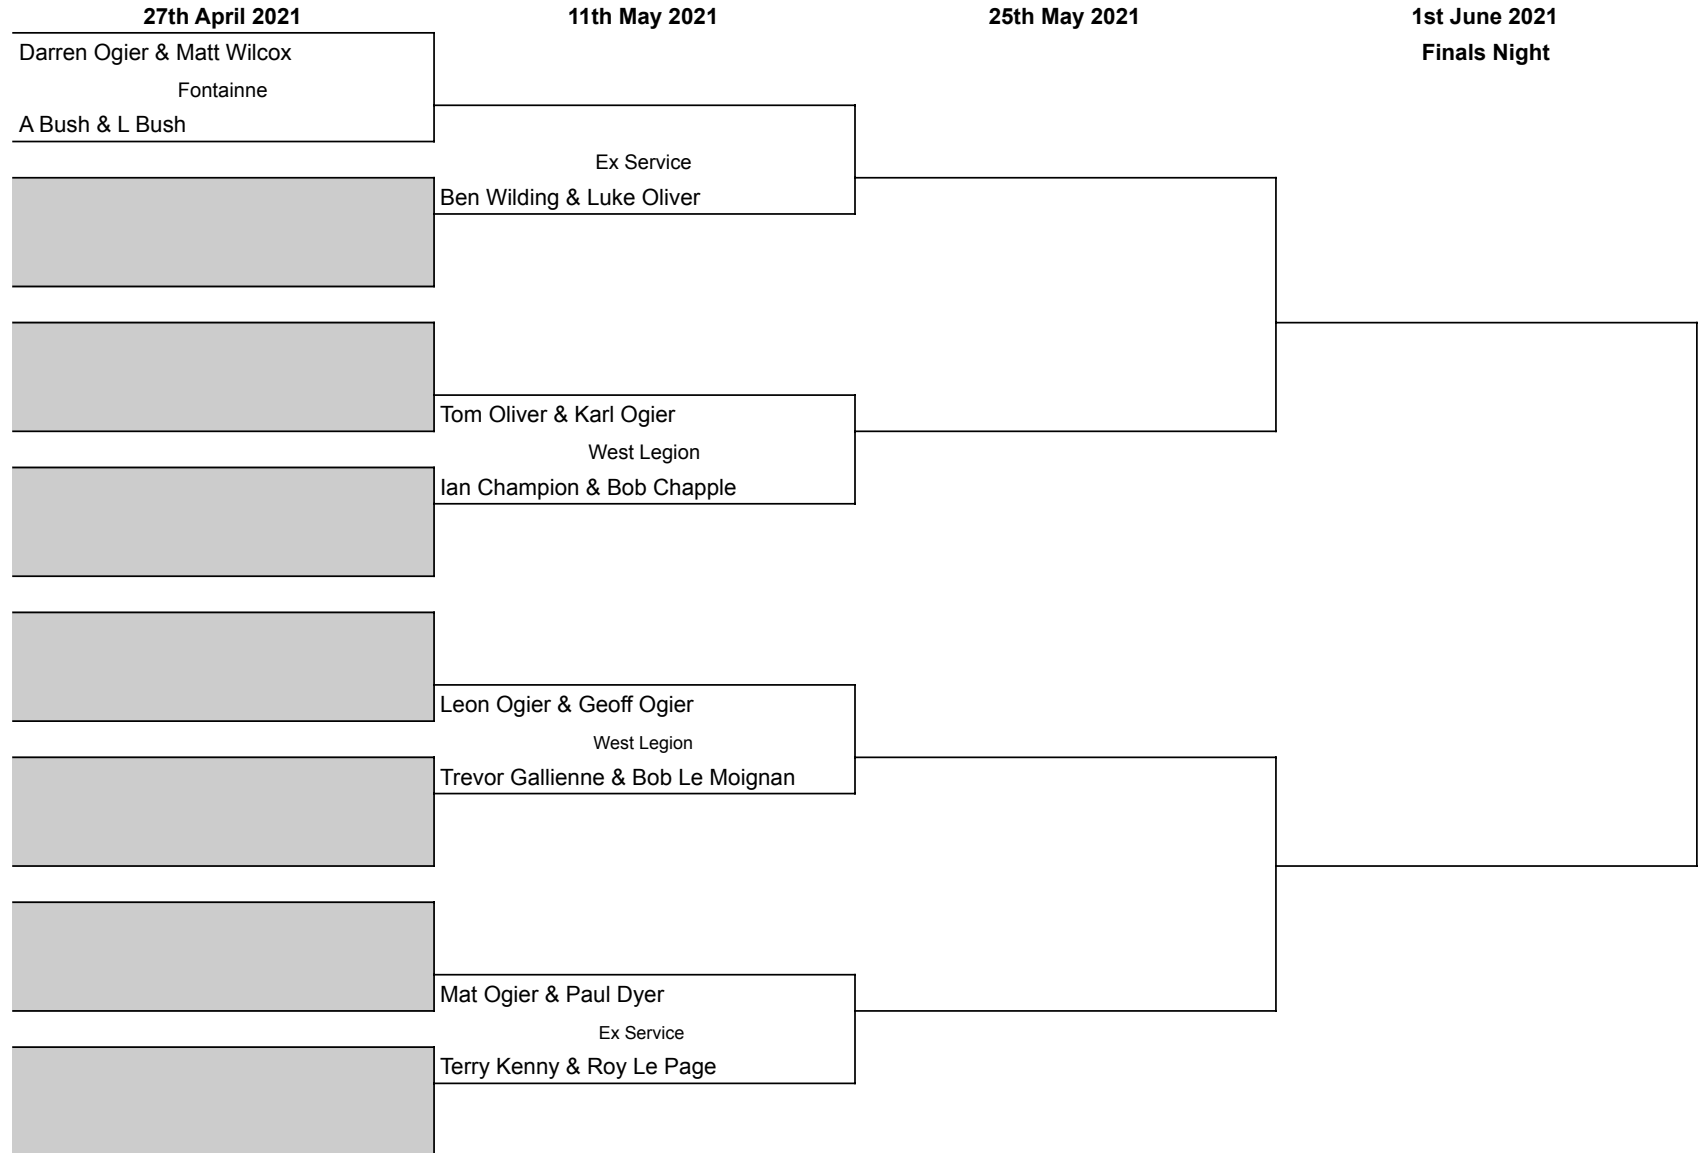 27th April 2021
11th May 2021
25th May 2021
1st June 2021
Finals Night
Darren Ogier & Matt Wilcox
Fontainne
A Bush & L Bush
Ex Service
Ben Wilding & Luke Oliver
Tom Oliver & Karl Ogier
West Legion
Ian Champion & Bob Chapple
Leon Ogier & Geoff Ogier
West Legion
Trevor Gallienne & Bob Le Moignan
Mat Ogier & Paul Dyer
Ex Service
Terry Kenny & Roy Le Page